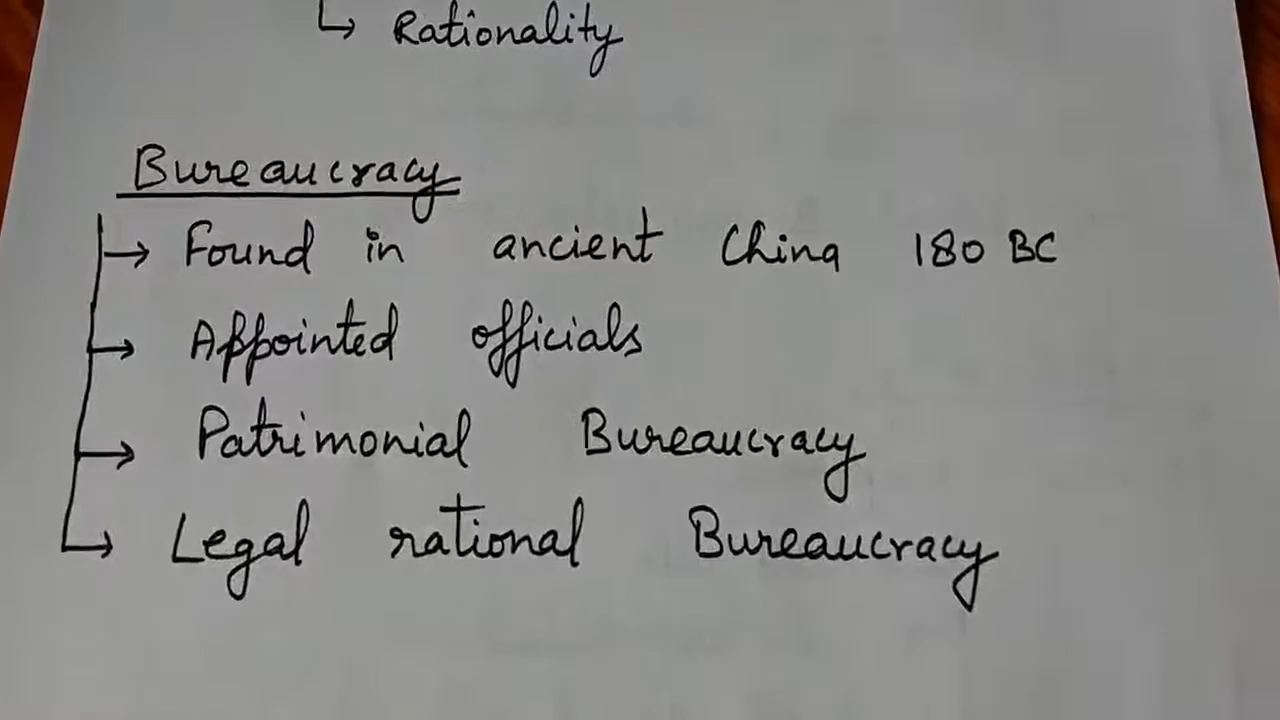 ↳ Rationality
Bureaucracy
→ Found in ancient China 180 BC
→ Appointed officials
→ Patrimonial Bureaucracy
↳ Legal rational Bureaucracy